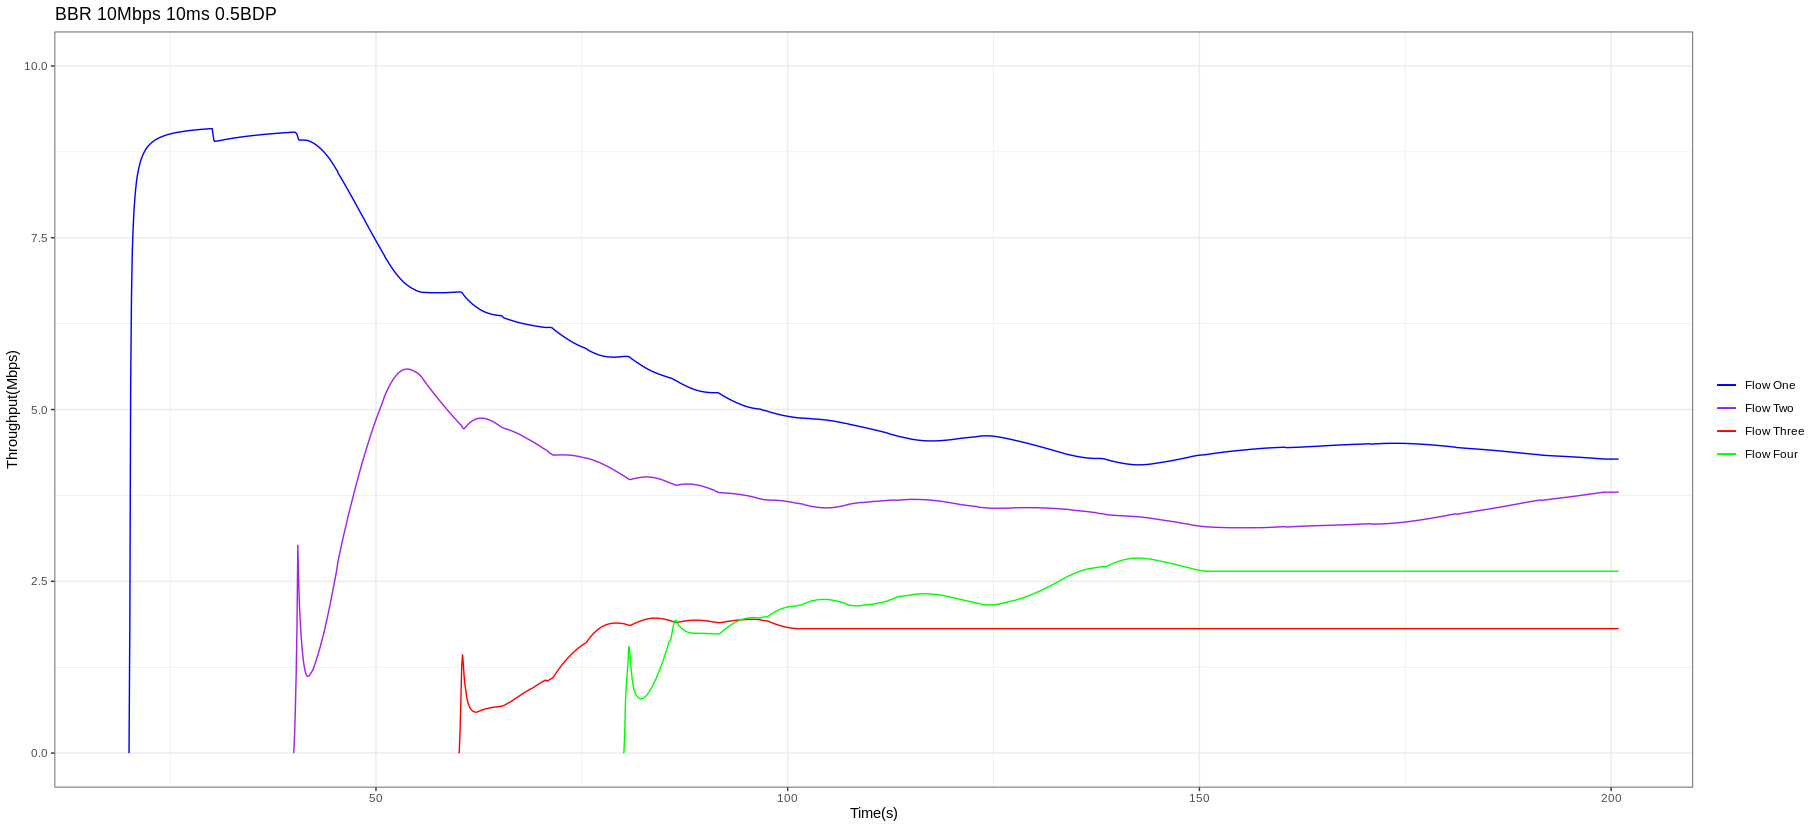 BBR 10Mbps 10ms 0.5BDP
Throughput(Mbps)
10.0
7.5
5.0
2.5
0.0
50
100
150
200
Time(s)
Flow One
Flow Two
Flow Three
Flow Four